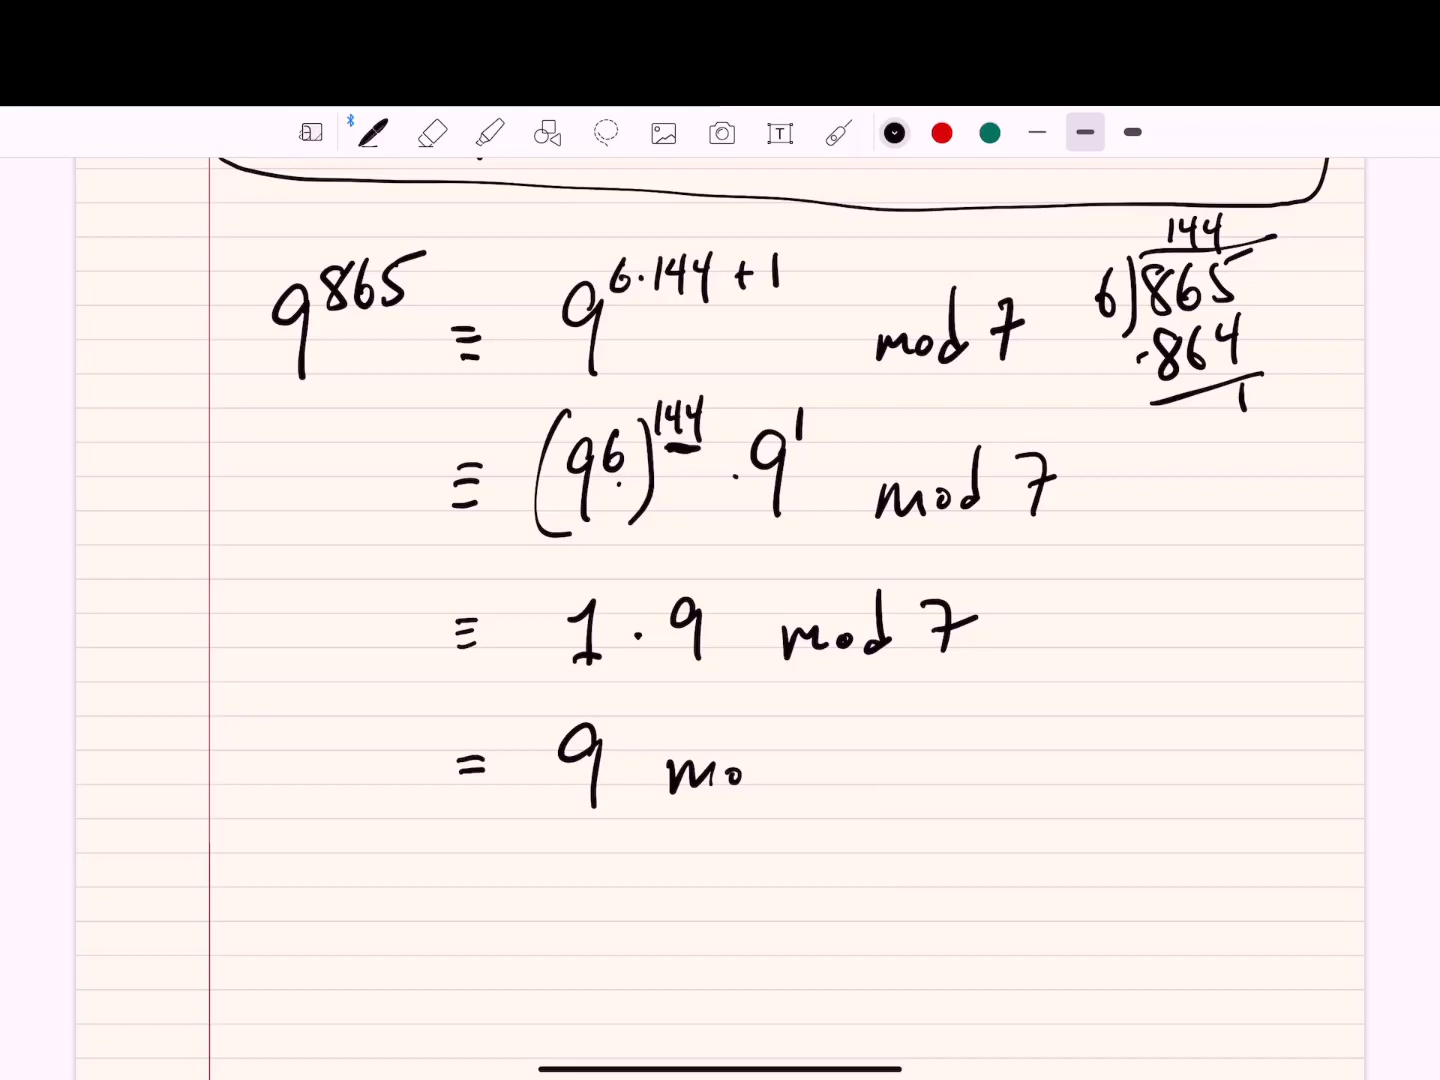 144
9^865 ≡ 9^(6·144+1) mod 7 6)865
-864
1
≡ (9^6)^144 · 9^1 mod 7
≡ 1 · 9 mod 7
= 9 mo